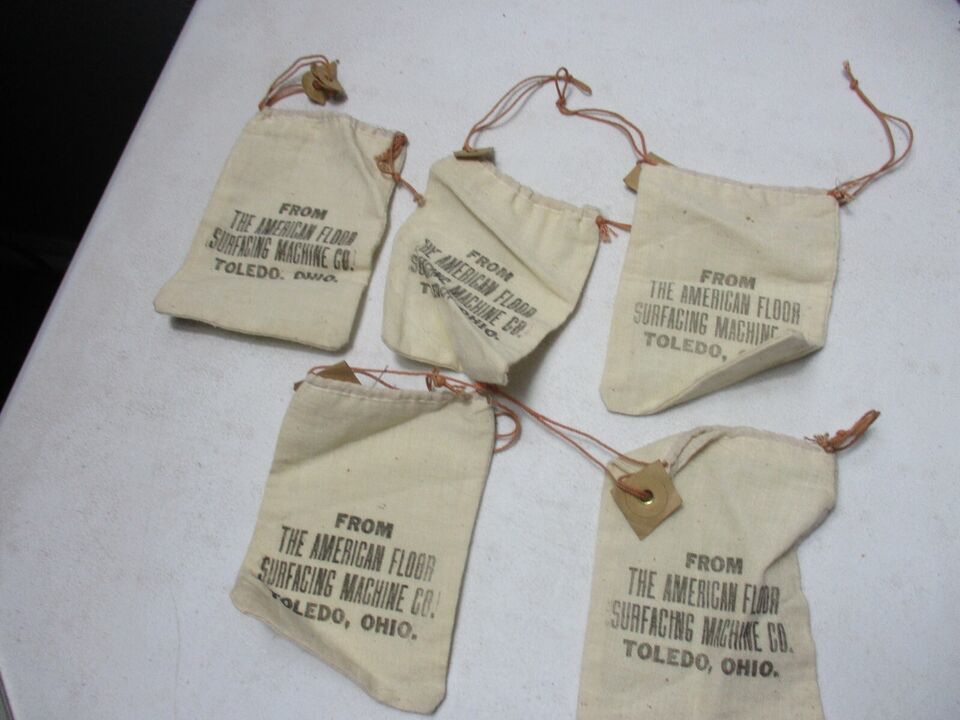 FROM
THE AMERICAN FLOOR
SURFACING MACHINE CO.
TOLEDO, OHIO.
FROM
THE AMERICAN FLOOR
MACHINE CO.
OHIO.
FROM
THE AMERICAN FLOOR
SURFACING MACHINE
TOLEDO,
FROM
THE AMERICAN FLOOR
SURFACING MACHINE CO.
TOLEDO, OHIO.
FROM
THE AMERICAN FLOOR
SURFACING MACHINE CO.
TOLEDO, OHIO.